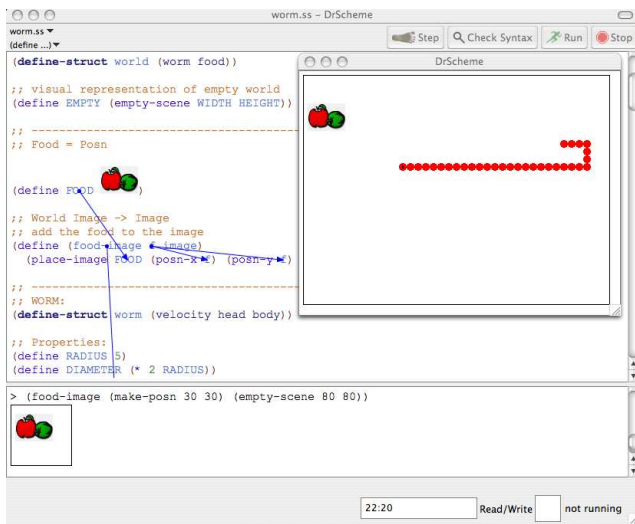 worm.ss – DrScheme
worm.ss ▼
(define ...) ▼
Step
Check Syntax
Run
Stop
(define-struct world (worm food))
;; visual representation of empty world
(define EMPTY (empty-scene WIDTH HEIGHT))
;; ------------------------------------
;; Food = Posn
(define FOOD )
;; World Image -> Image
;; add the food to the image
(define (food-image f image)
(place-image FOOD (posn-x f) (posn-y f)
;; ------------------------------------
;; WORM:
(define-struct worm (velocity head body))
;; Properties:
(define RADIUS 5)
(define DIAMETER (* 2 RADIUS))
DrScheme
> (food-image (make-posn 30 30) (empty-scene 80 80))
22:20
Read/Write
not running